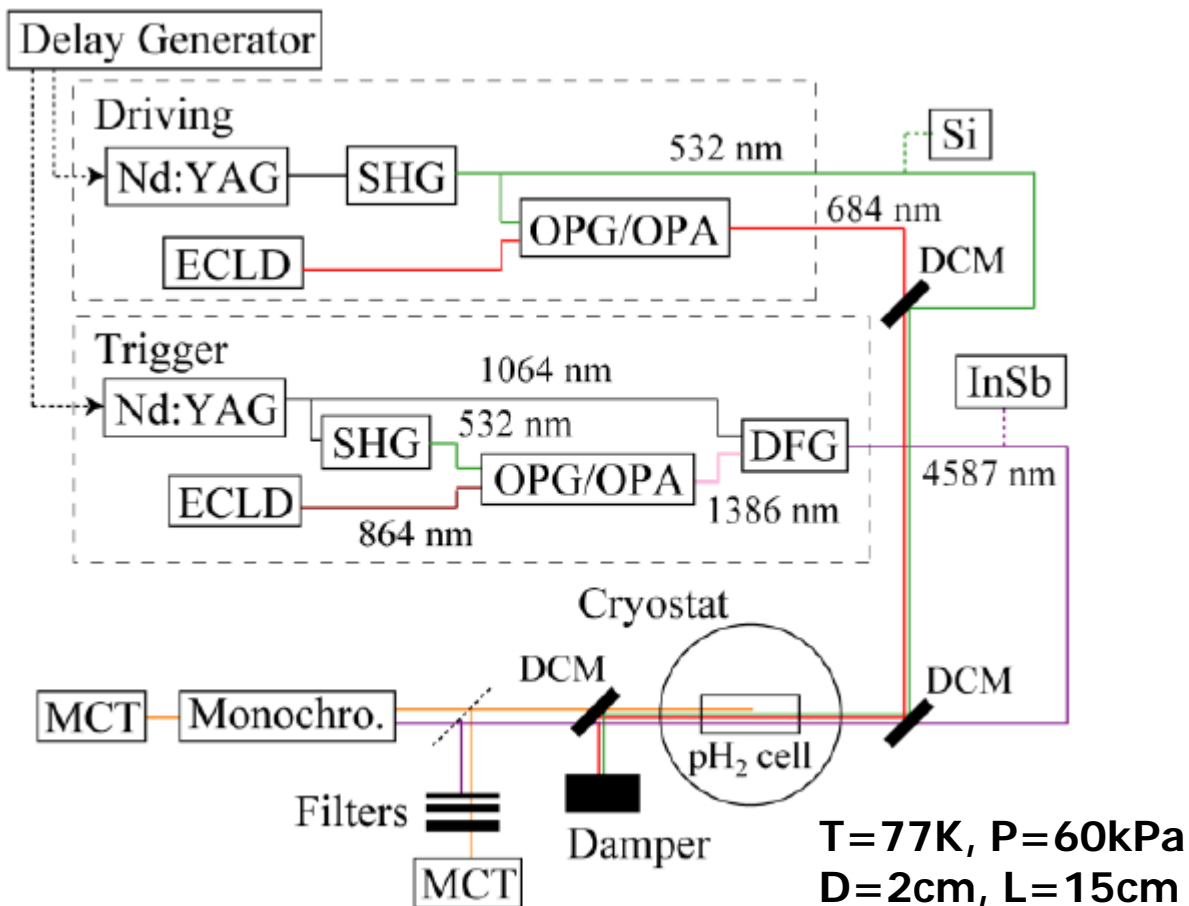 Delay Generator
Driving
Nd:YAG
SHG
532 nm
Si
OPG/OPA
684 nm
ECLD
DCM
Trigger
1064 nm
InSb
Nd:YAG
SHG
532 nm
DFG
OPG/OPA
4587 nm
ECLD
864 nm
1386 nm
Cryostat
DCM
DCM
MCT
Monochro.
pH₂ cell
Filters
Damper
MCT
T=77K, P=60kPa
D=2cm, L=15cm